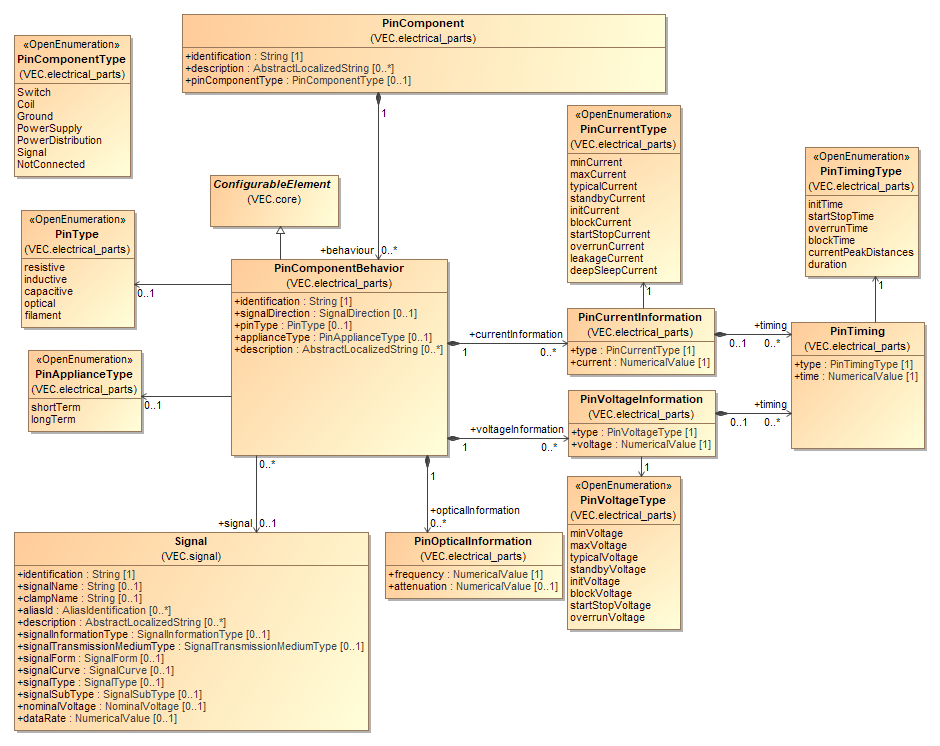 PinComponent
(VEC.electrical_parts)
+identification : String [1]
+description : AbstractLocalizedString [0..*]
+pinComponentType : PinComponentType [0..1]
1
«OpenEnumeration»
PinComponentType
(VEC.electrical_parts)
Switch
Coil
Ground
PowerSupply
PowerDistribution
Signal
NotConnected
«OpenEnumeration»
PinCurrentType
(VEC.electrical_parts)
minCurrent
maxCurrent
typicalCurrent
standbyCurrent
initCurrent
blockCurrent
startStopCurrent
overrunCurrent
leakageCurrent
deepSleepCurrent
1
«OpenEnumeration»
PinTimingType
(VEC.electrical_parts)
initTime
startStopTime
overrunTime
blockTime
currentPeakDistances
duration
1
ConfigurableElement
(VEC.core)
+behaviour 0..*
«OpenEnumeration»
PinType
(VEC.electrical_parts)
resistive
inductive
capacitive
optical
filament
0..1
PinComponentBehavior
(VEC.electrical_parts)
+identification : String [1]
+signalDirection : SignalDirection [0..1]
+pinType : PinType [0..1]
+applianceType : PinApplianceType [0..1]
+description : AbstractLocalizedString [0..*]
+currentInformation
1 0..*
PinCurrentInformation
(VEC.electrical_parts)
+type : PinCurrentType [1]
+current : NumericalValue [1]
+timing
0..1 0..*
PinTiming
(VEC.electrical_parts)
+type : PinTimingType [1]
+time : NumericalValue [1]
«OpenEnumeration»
PinApplianceType
(VEC.electrical_parts)
shortTerm
longTerm
0..1
+voltageInformation
1 0..*
PinVoltageInformation
(VEC.electrical_parts)
+type : PinVoltageType [1]
+voltage : NumericalValue [1]
+timing
0..1 0..*
1
«OpenEnumeration»
PinVoltageType
(VEC.electrical_parts)
minVoltage
maxVoltage
typicalVoltage
standbyVoltage
initVoltage
blockVoltage
startStopVoltage
overrunVoltage
0..*
+signal 0..1
1
+opticalInformation
0..*
PinOpticalInformation
(VEC.electrical_parts)
+frequency : NumericalValue [1]
+attenuation : NumericalValue [0..1]
Signal
(VEC.signal)
+identification : String [1]
+signalName : String [0..1]
+clampName : String [0..1]
+aliasId : AliasIdentification [0..*]
+description : AbstractLocalizedString [0..*]
+signalInformationType : SignalInformationType [0..1]
+signalTransmissionMediumType : SignalTransmissionMediumType [0..1]
+signalForm : SignalForm [0..1]
+signalCurve : SignalCurve [0..1]
+signalType : SignalType [0..1]
+signalSubType : SignalSubType [0..1]
+nominalVoltage : NominalVoltage [0..1]
+dataRate : NumericalValue [0..1]